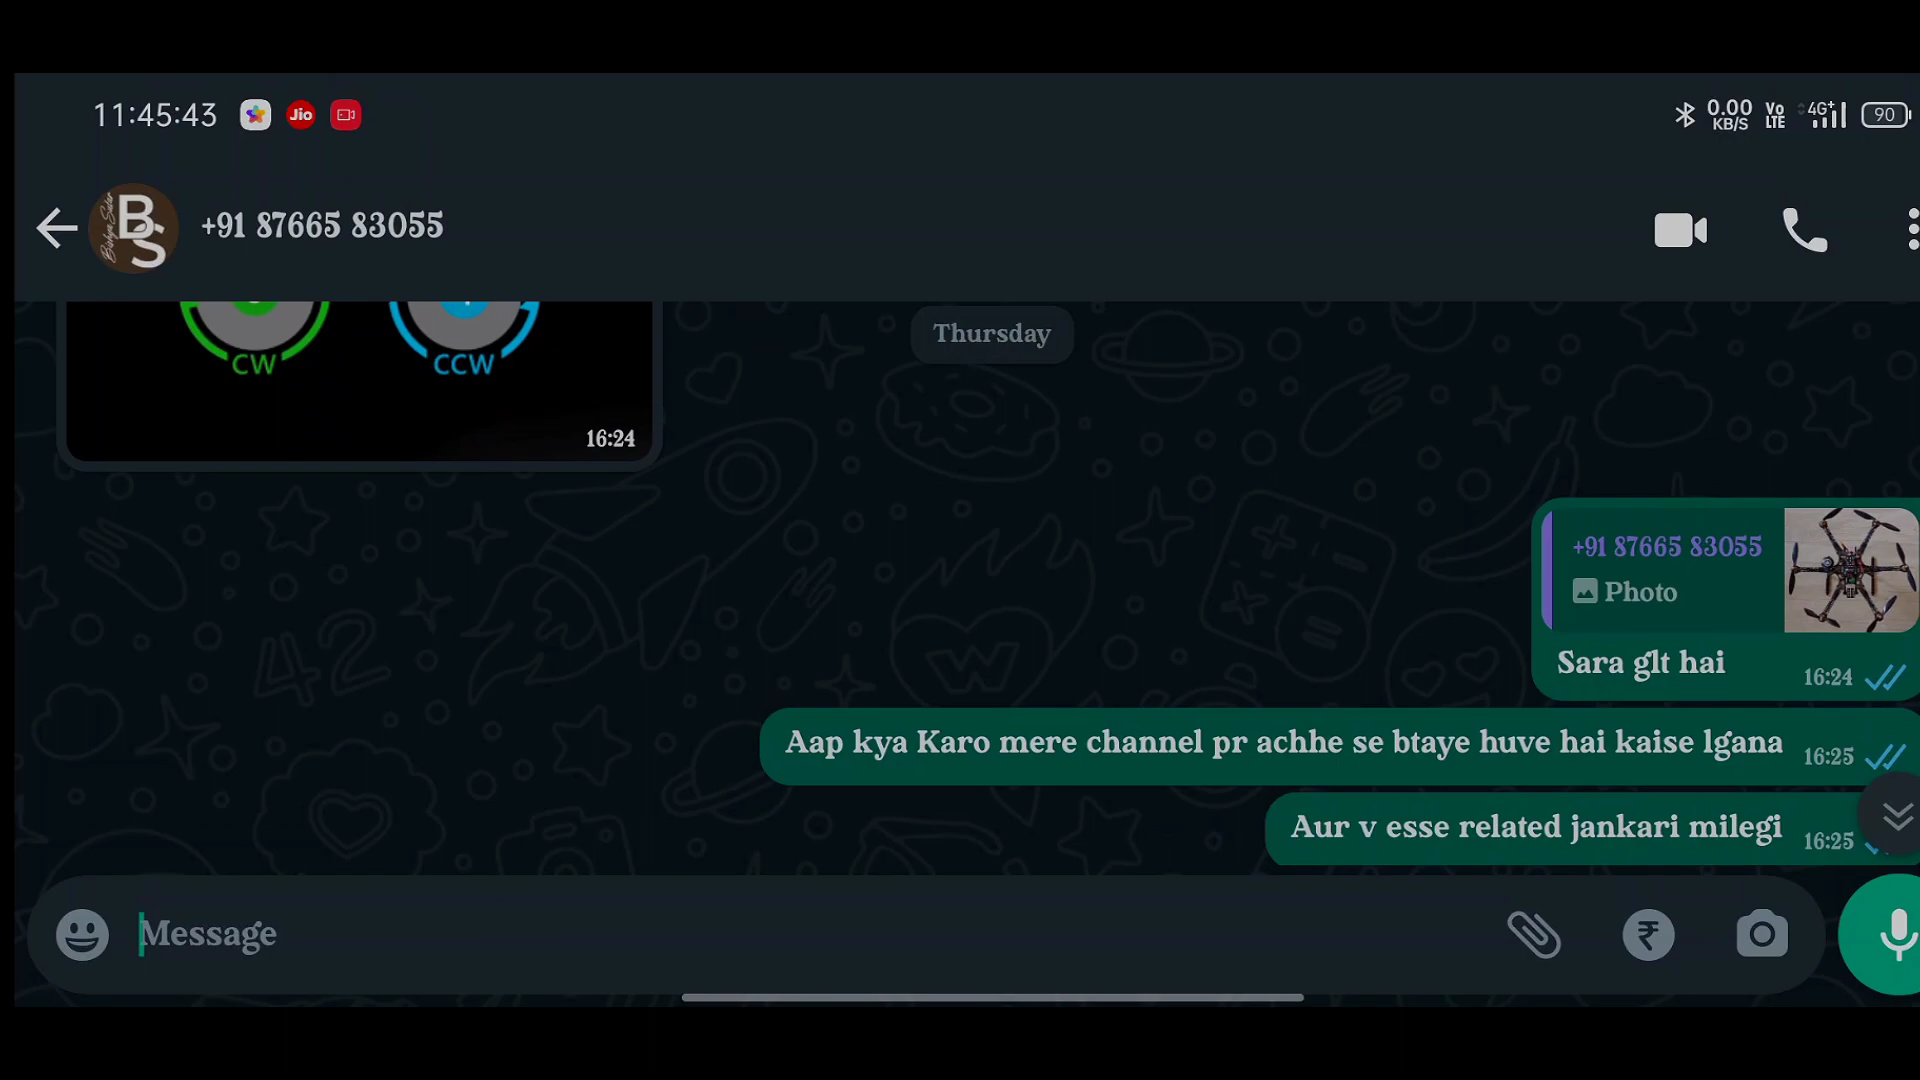 11:45:43 Jio 0.00 KB/S Vo LTE 4G+ 90
BS +91 87665 83055
Thursday
CW CCW
16:24
+91 87665 83055
Photo
Sara glt hai 16:24
Aap kya Karo mere channel pr achhe se btaye huve hai kaise lgana 16:25
Aur v esse related jankari milegi 16:25
Message